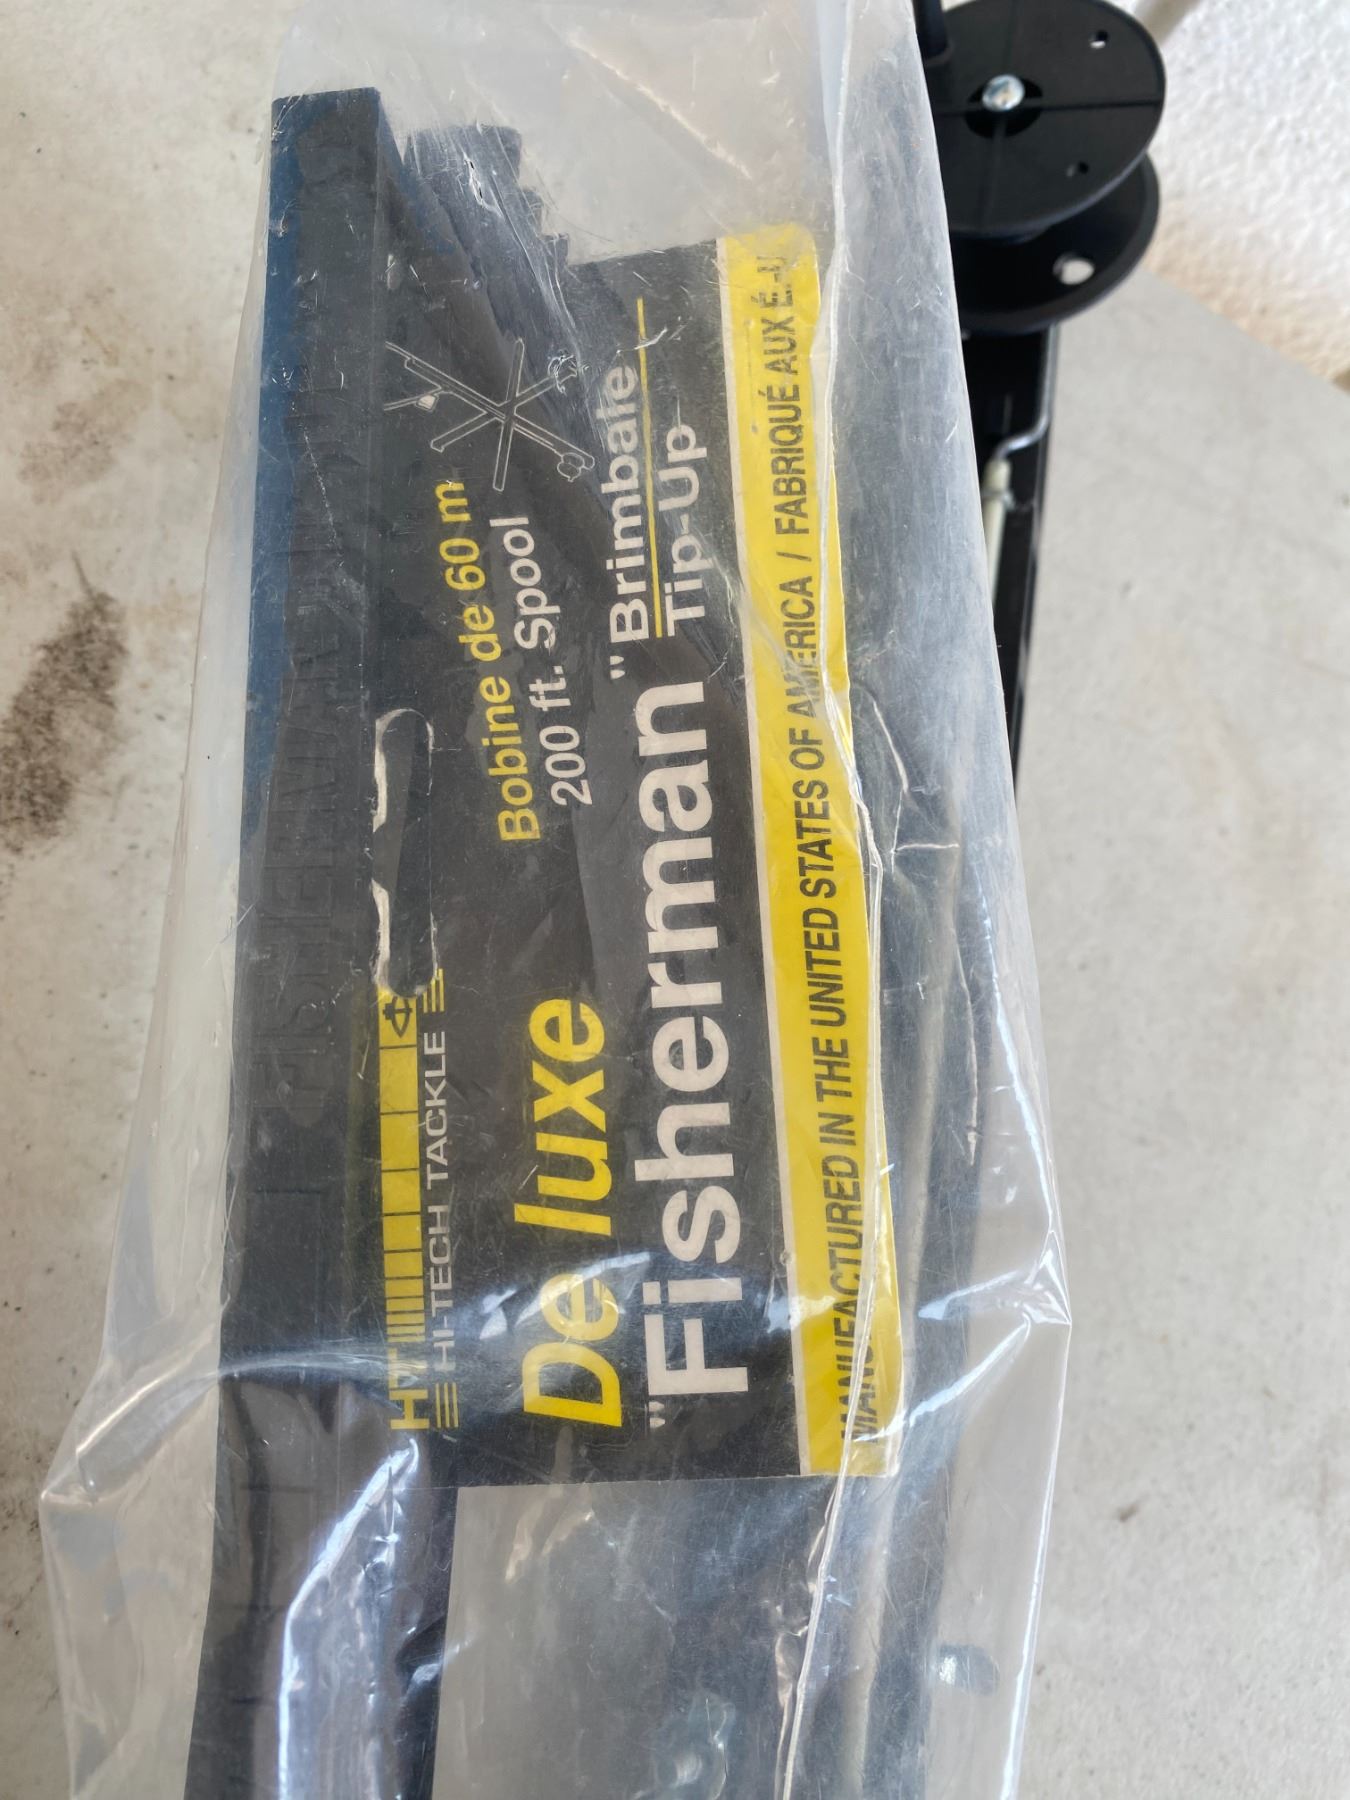 HT
HI-TECH TACKLE
Bobine de 60 m
200 ft. Spool
De luxe
"Fisherman" "Brimbale
Tip-Up
MANUFACTURED IN THE UNITED STATES OF AMERICA / FABRIQUÉ AUX É.-U.
FISHERMAN